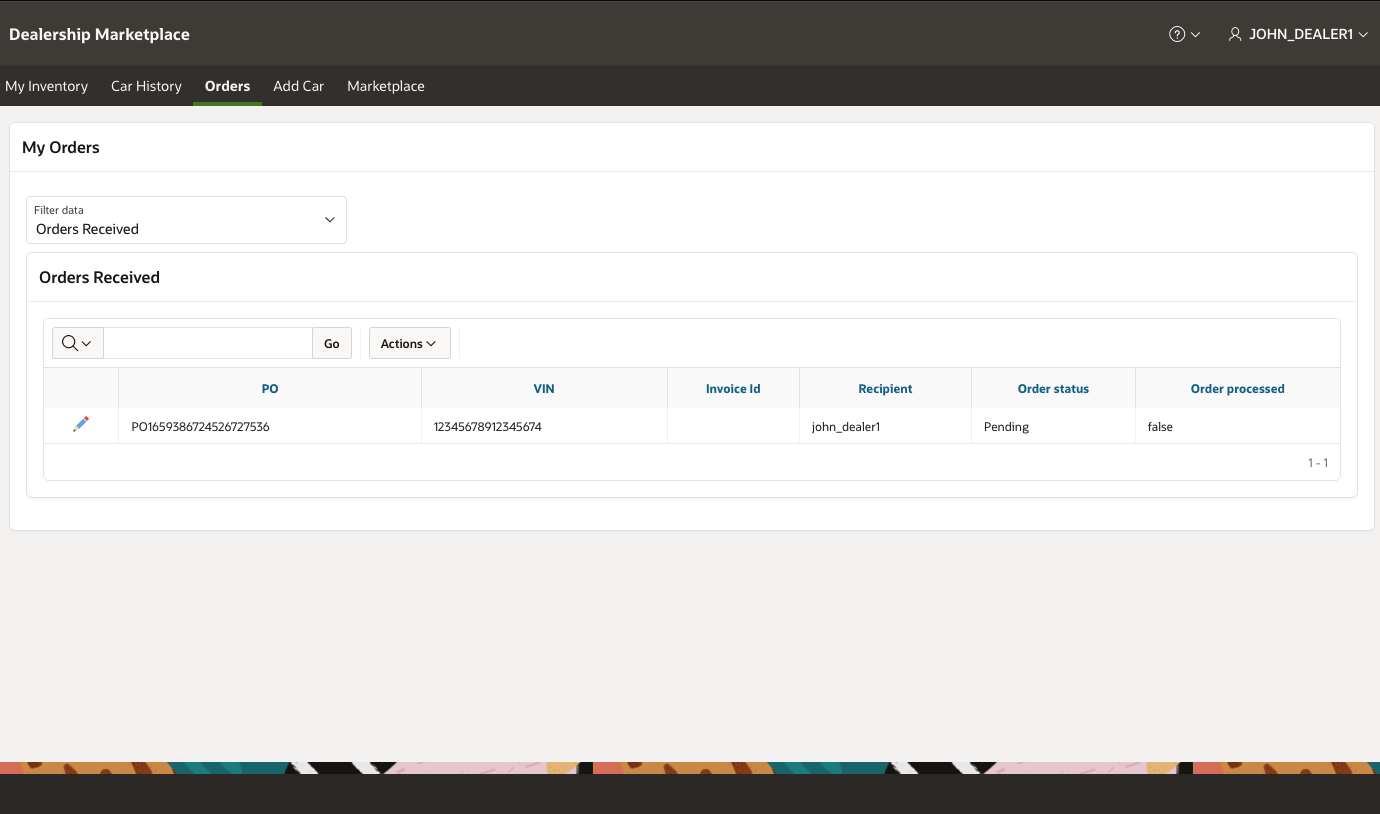 Dealership Marketplace
JOHN_DEALER1
My Inventory Car History Orders Add Car Marketplace
My Orders
Filter data
Orders Received
Orders Received
Go Actions
PO VIN Invoice Id Recipient Order status Order processed
PO1659386724526727536 12345678912345674 john_dealer1 Pending false
1 - 1